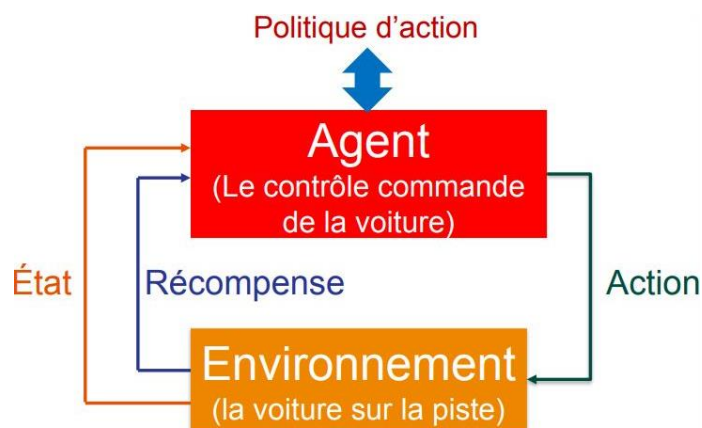 Politique d’action
Agent
(Le contrôle commande
de la voiture)
État
Récompense
Action
Environnement
(la voiture sur la piste)